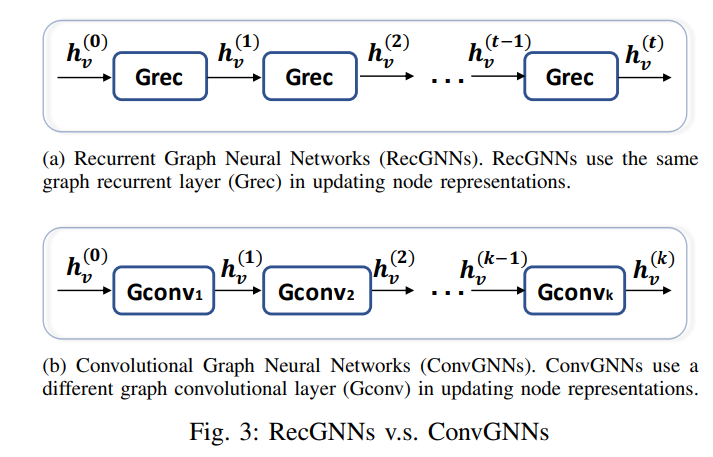 h_v^(0) h_v^(1) h_v^(2) h_v^(t−1) h_v^(t)
Grec Grec ... Grec
(a) Recurrent Graph Neural Networks (RecGNNs). RecGNNs use the same
graph recurrent layer (Grec) in updating node representations.
h_v^(0) h_v^(1) h_v^(2) h_v^(k−1) h_v^(k)
Gconv₁ Gconv₂ ... Gconvₖ
(b) Convolutional Graph Neural Networks (ConvGNNs). ConvGNNs use a
different graph convolutional layer (Gconv) in updating node representations.
Fig. 3: RecGNNs v.s. ConvGNNs